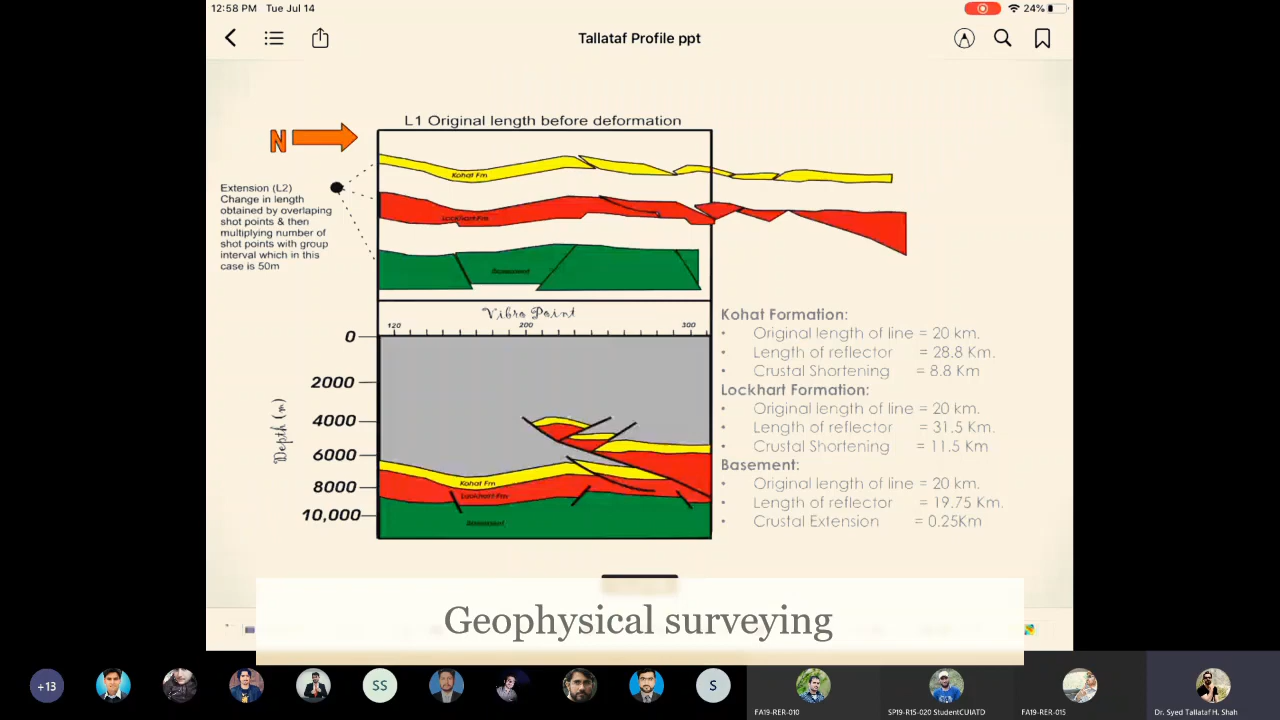 12:58 PM Tue Jul 14
24%
Tallataf Profile ppt
L1 Original length before deformation
N
Kohat Fm
Lockhart Fm
Basement
Extension (L2)
Change in length
obtained by overlaping
shot points & then
multiplying number of
shot points with group
interval which in this
case is 50m
Vibro Point
120
200
300
0
2000
4000
6000
8000
10,000
Depth (m)
Kohat Fm
Lockhart Fm
Basement
Kohat Formation:
• Original length of line = 20 km.
• Length of reflector = 28.8 Km.
• Crustal Shortening = 8.8 Km
Lockhart Formation:
• Original length of line = 20 km.
• Length of reflector = 31.5 Km.
• Crustal Shortening = 11.5 Km
Basement:
• Original length of line = 20 km.
• Length of reflector = 19.75 Km.
• Crustal Extension = 0.25Km
Geophysical surveying
+13
SS
S
FA19-RER-010
SP19-R15-020 StudentCUIATD
FA19-RER-015
Dr. Syed Tallataf H. Shah